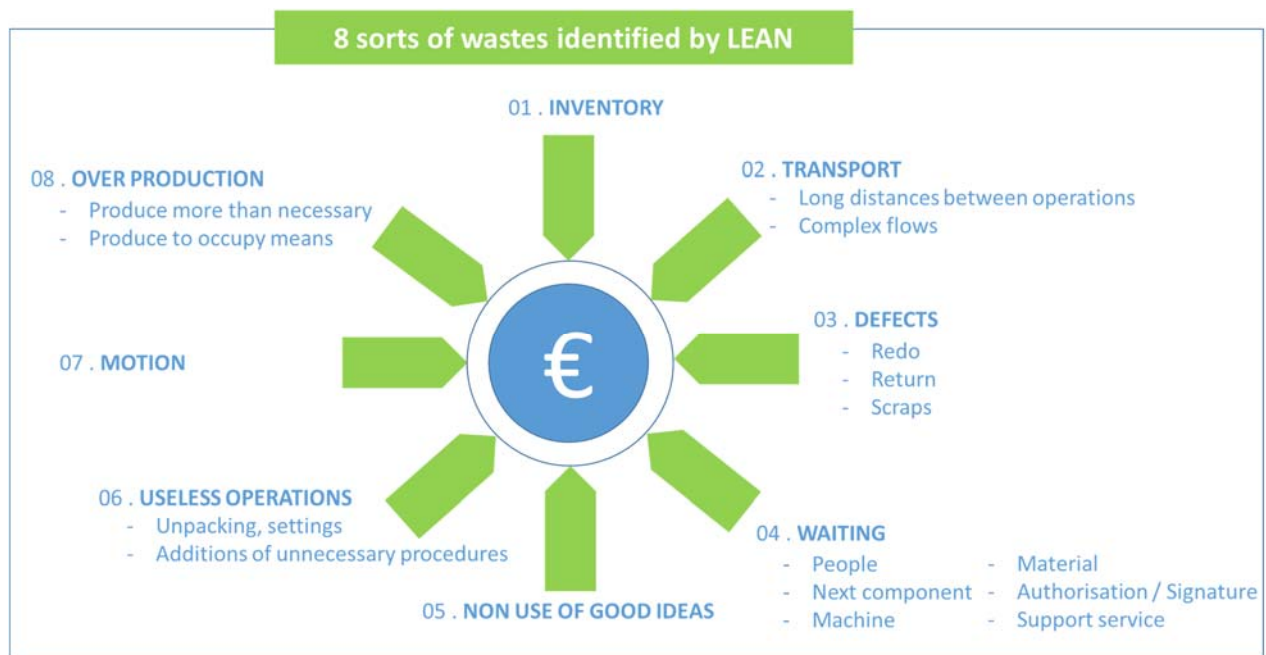 8 sorts of wastes identified by LEAN
01 . INVENTORY
02 . TRANSPORT
- Long distances between operations
- Complex flows
03 . DEFECTS
- Redo
- Return
- Scraps
04 . WAITING
- People
- Next component
- Machine
- Material
- Authorisation / Signature
- Support service
05 . NON USE OF GOOD IDEAS
06 . USELESS OPERATIONS
- Unpacking, settings
- Additions of unnecessary procedures
07 . MOTION
08 . OVER PRODUCTION
- Produce more than necessary
- Produce to occupy means
€